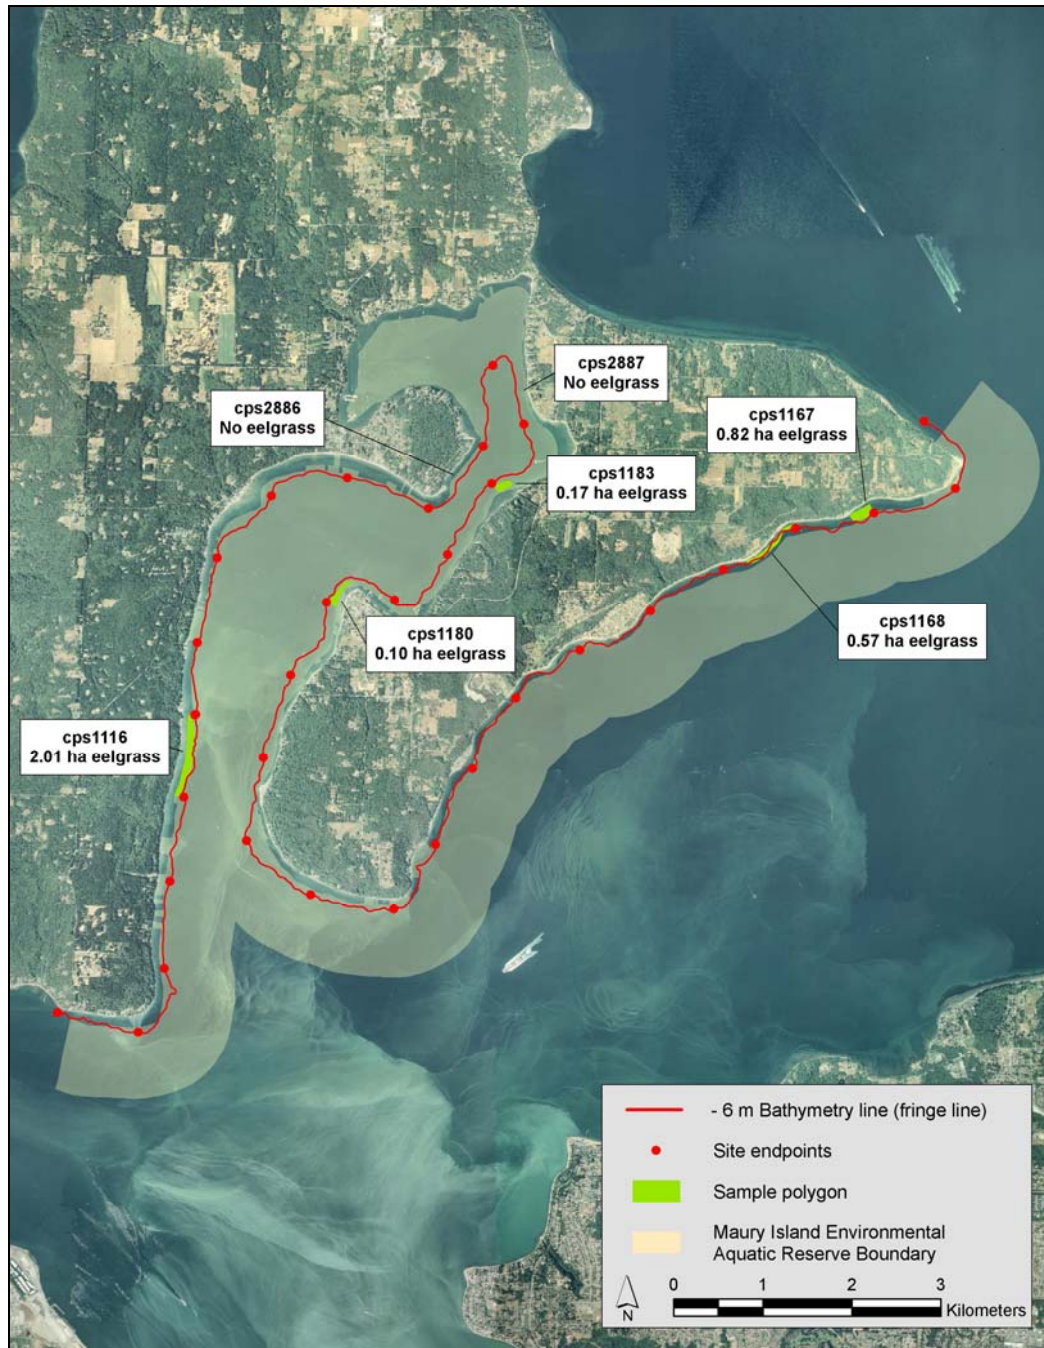 cps2887
No eelgrass
cps2886
No eelgrass
cps1167
0.82 ha eelgrass
cps1183
0.17 ha eelgrass
cps1168
0.57 ha eelgrass
cps1180
0.10 ha eelgrass
cps1116
2.01 ha eelgrass
- 6 m Bathymetry line (fringe line)
Site endpoints
Sample polygon
Maury Island Environmental
Aquatic Reserve Boundary
0 1 2 3
Kilometers
N